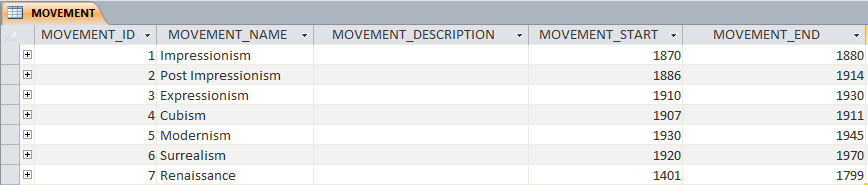 MOVEMENT
MOVEMENT_ID MOVEMENT_NAME MOVEMENT_DESCRIPTION MOVEMENT_START MOVEMENT_END
1 Impressionism 1870 1880
2 Post Impressionism 1886 1914
3 Expressionism 1910 1930
4 Cubism 1907 1911
5 Modernism 1930 1945
6 Surrealism 1920 1970
7 Renaissance 1401 1799